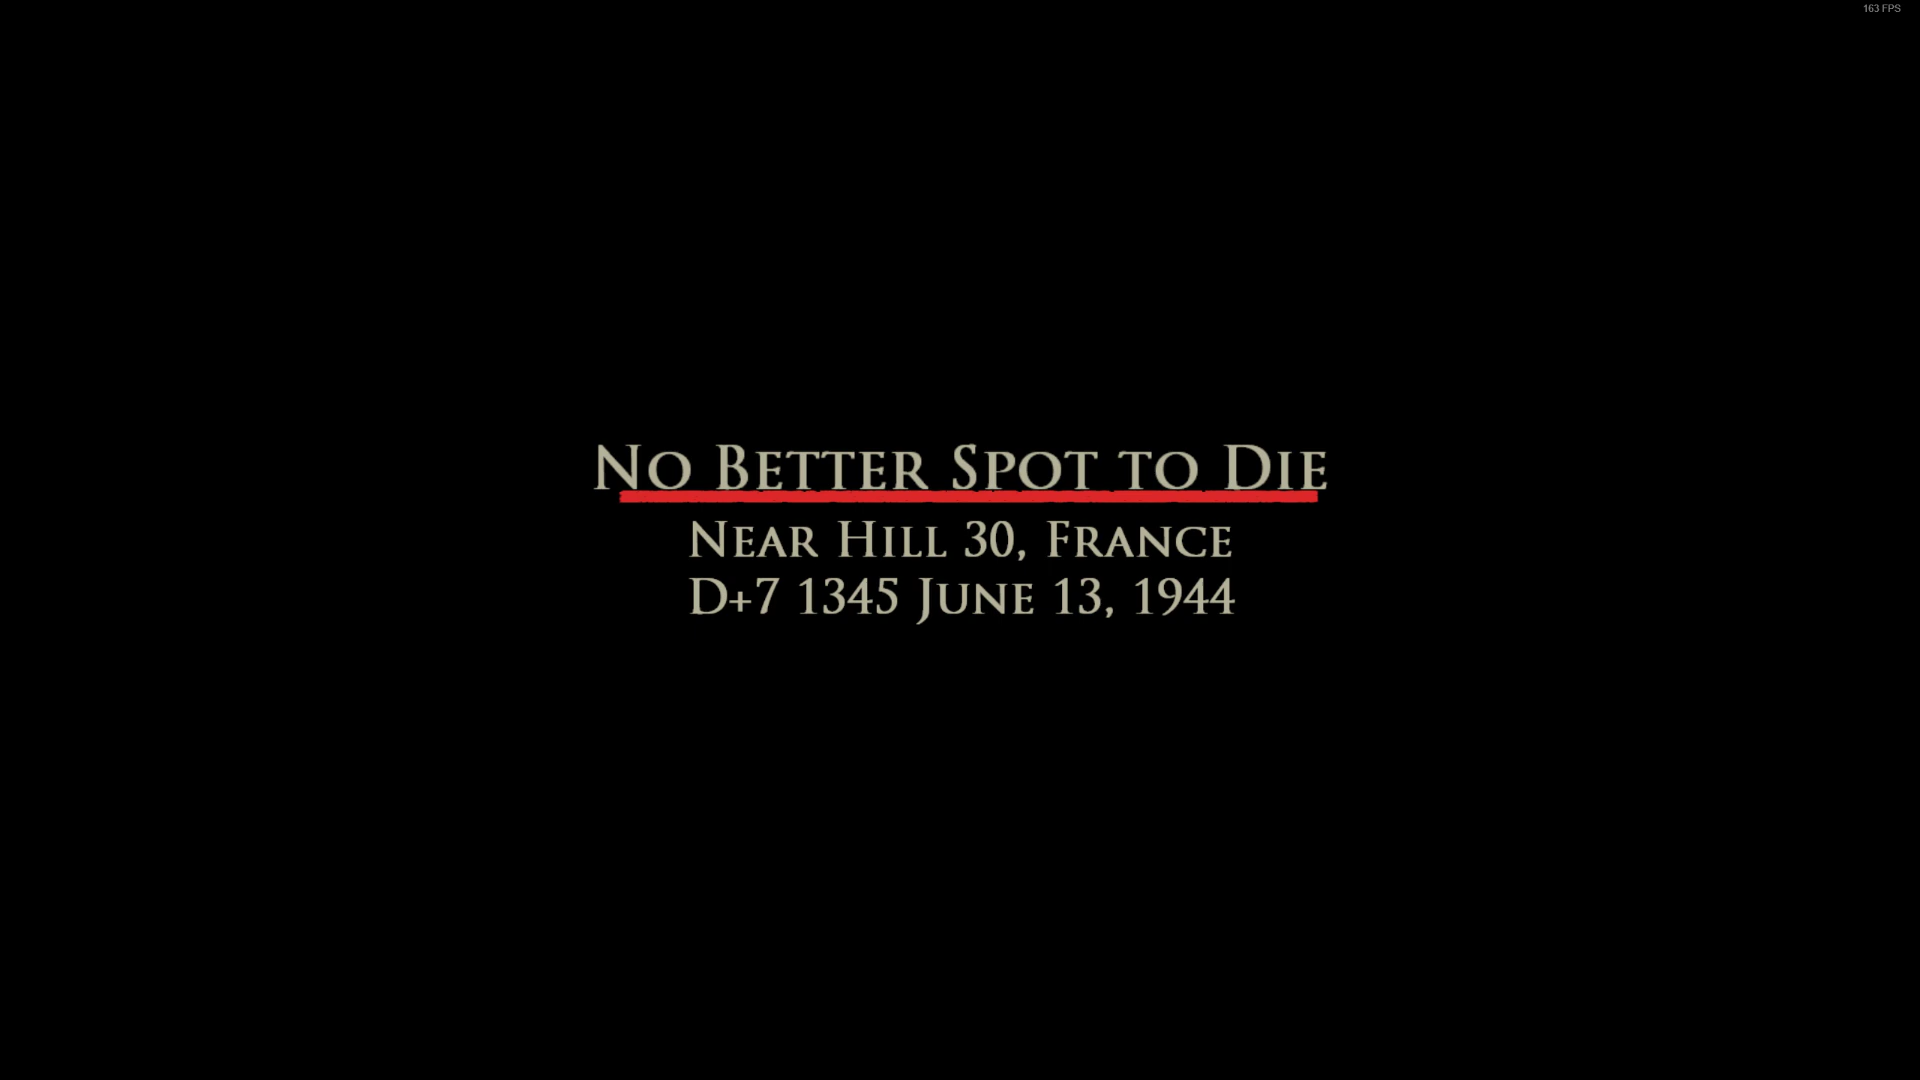 163 FPS
No Better Spot to Die
Near Hill 30, France
D+7 1345 June 13, 1944